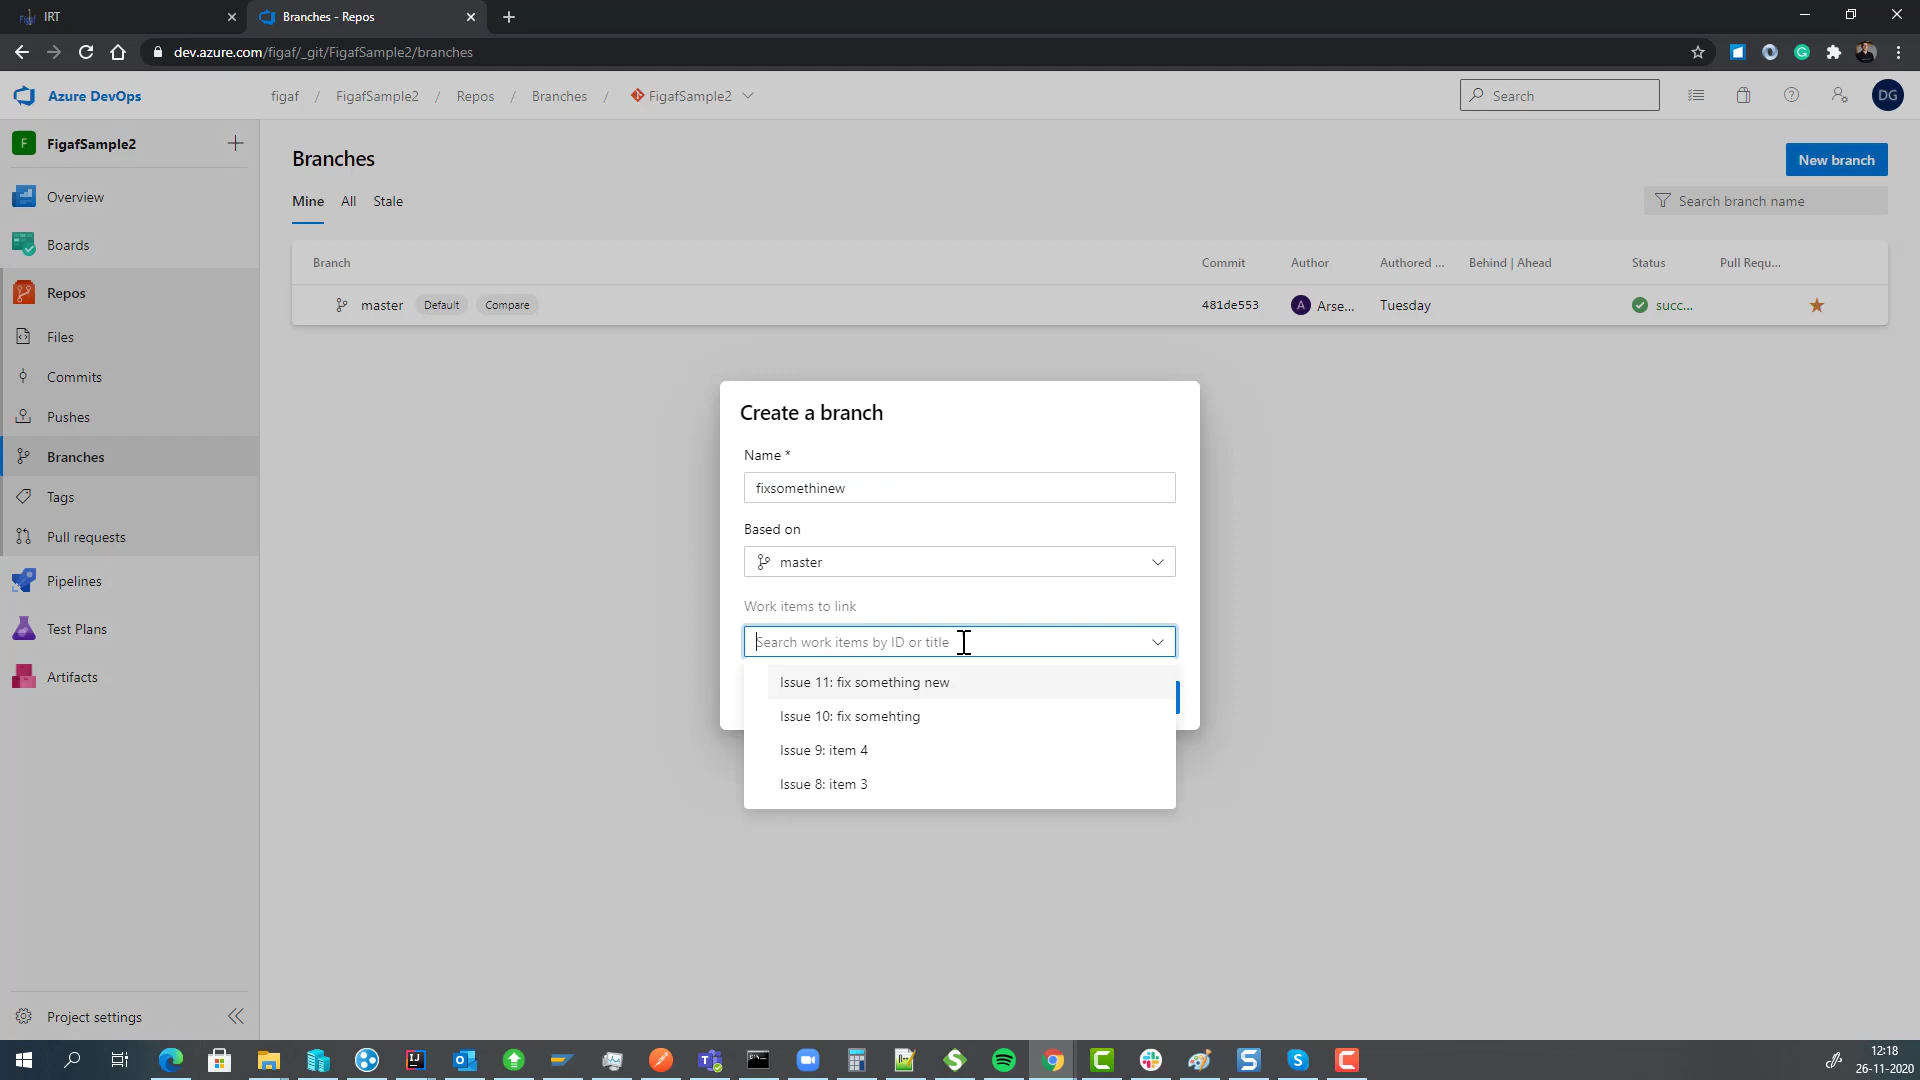 IRT
Branches - Repos
dev.azure.com/figaf/_git/FigafSample2/branches
Azure DevOps
figaf / FigafSample2 / Repos / Branches / FigafSample2
Search
DG
F FigafSample2
Overview
Boards
Repos
Files
Commits
Pushes
Branches
Tags
Pull requests
Pipelines
Test Plans
Artifacts
Project settings
Branches
New branch
Mine All Stale
Search branch name
Branch Commit Author Authored ... Behind | Ahead Status Pull Requ...
master Default Compare 481de553 A Arse... Tuesday succ...
Create a branch
Name *
fixsomethinew
Based on
master
Work items to link
Search work items by ID or title
Issue 11: fix something new
Issue 10: fix somehting
Issue 9: item 4
Issue 8: item 3
12:18
26-11-2020